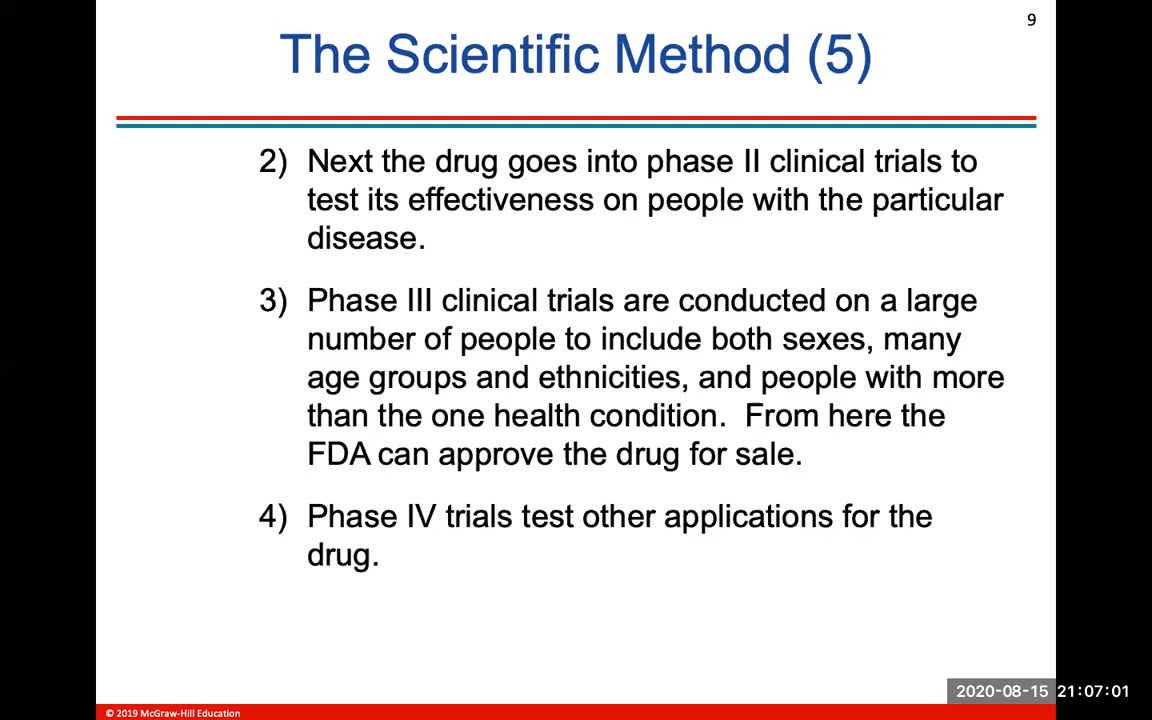 9
The Scientific Method (5)
2) Next the drug goes into phase II clinical trials to
test its effectiveness on people with the particular
disease.
3) Phase III clinical trials are conducted on a large
number of people to include both sexes, many
age groups and ethnicities, and people with more
than the one health condition.  From here the
FDA can approve the drug for sale.
4) Phase IV trials test other applications for the
drug.
2020-08-15 21:07:01
© 2019 McGraw-Hill Education